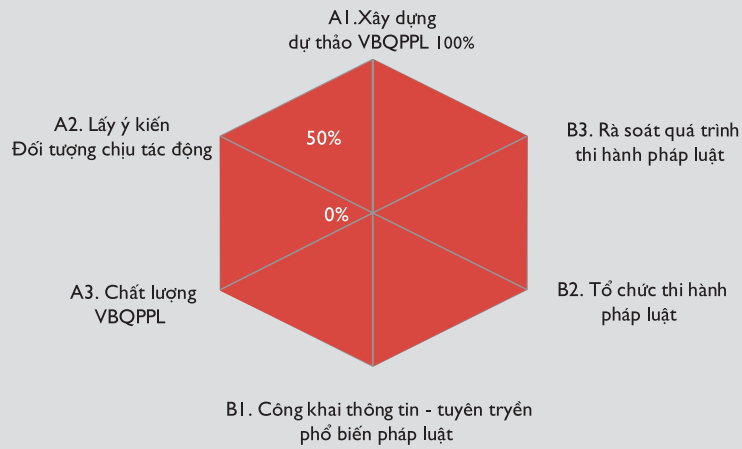 A1.Xây dựng
dự thảo VBQPPL 100%
A2. Lấy ý kiến
Đối tượng chịu tác động
B3. Rà soát quá trình
thi hành pháp luật
50%
0%
A3. Chất lượng
VBQPPL
B2. Tổ chức thi hành
pháp luật
B1. Công khai thông tin - tuyên tryền
phổ biến pháp luật